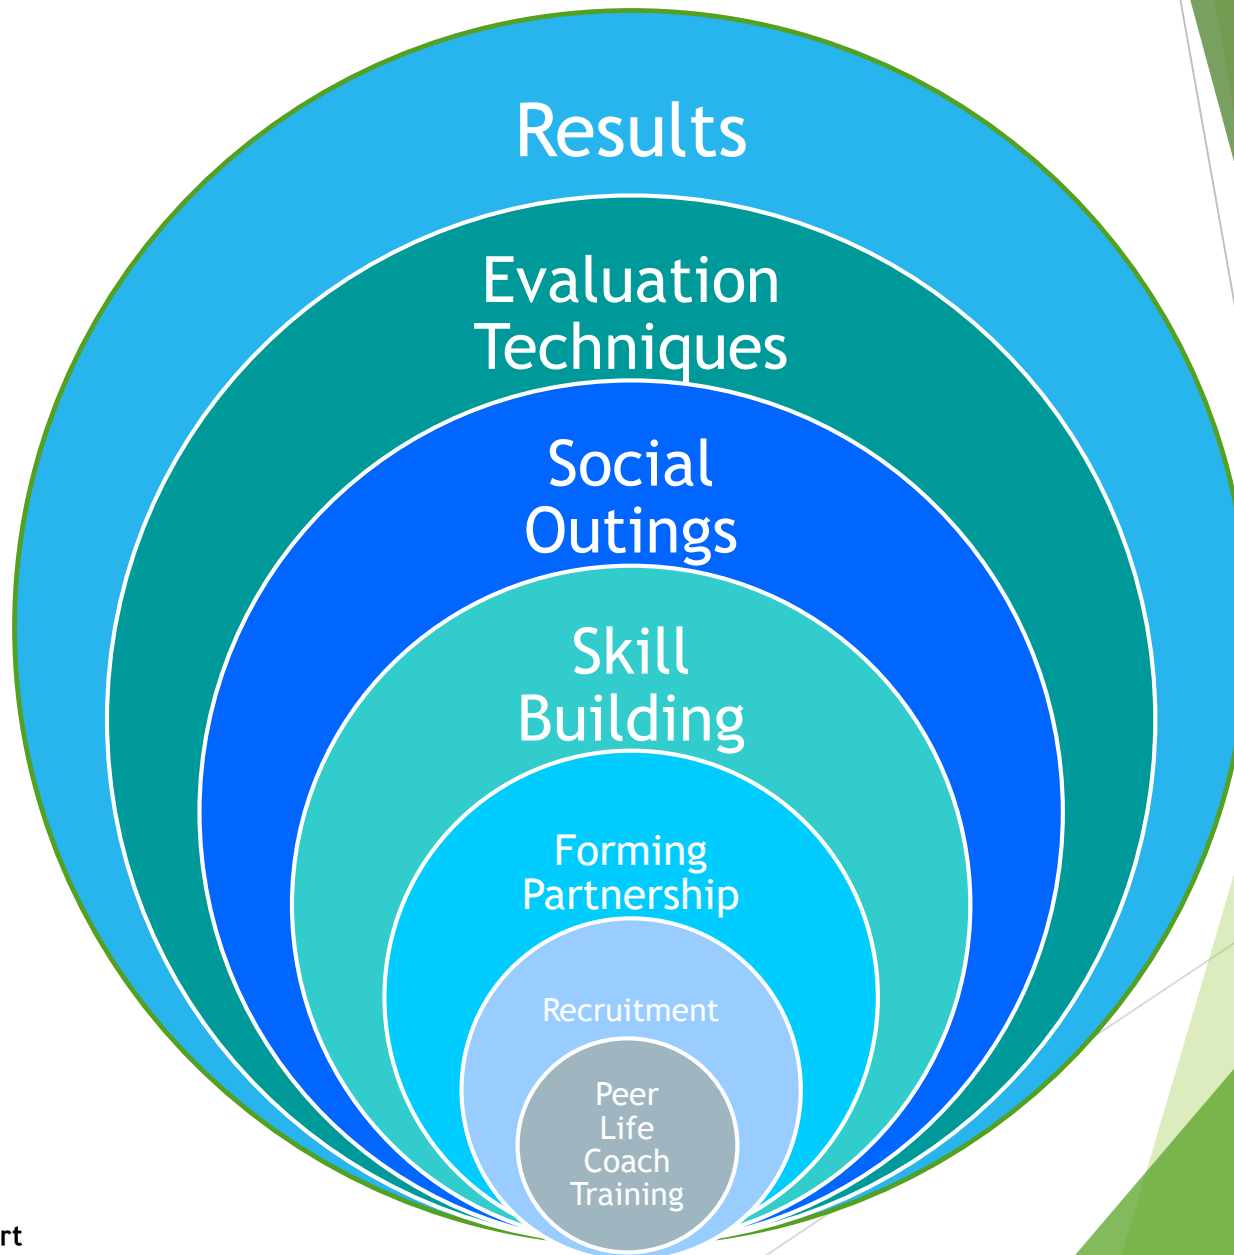 Results
Evaluation
Techniques
Social
Outings
Skill
Building
Forming
Partnership
Recruitment
Peer
Life
Coach
Training
rt